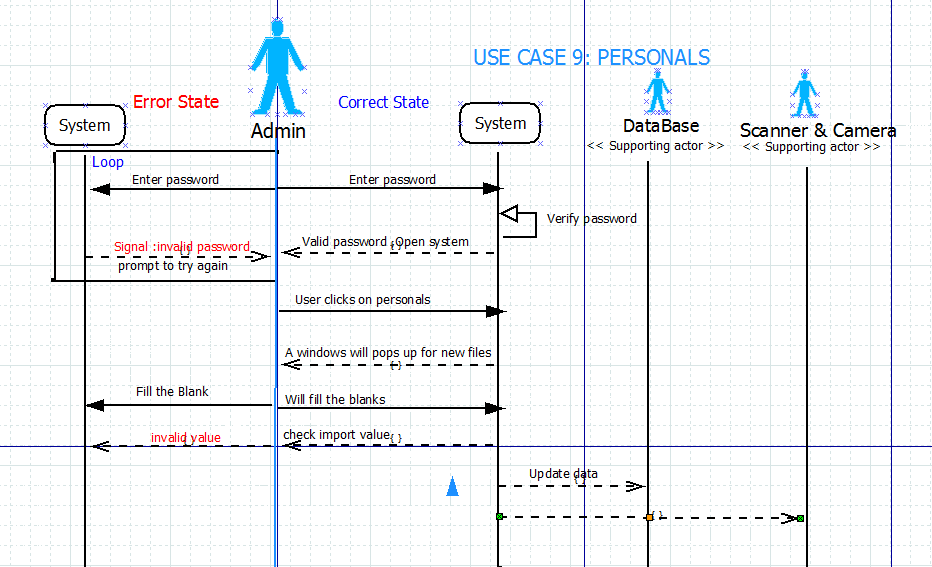 USE CASE 9: PERSONALS
Error State
Correct State
System
Admin
System
DataBase
<< Supporting actor >>
Scanner & Camera
<< Supporting actor >>
Loop
Enter password
Enter password
Verify password
Signal :invalid password
prompt to try again
Valid password ,Open system
{ }
User clicks on personals
A windows will pops up for new files
{ }
Fill the Blank
Will fill the blanks
invalid value
check import value
{ }
Update data
{ }
{ }